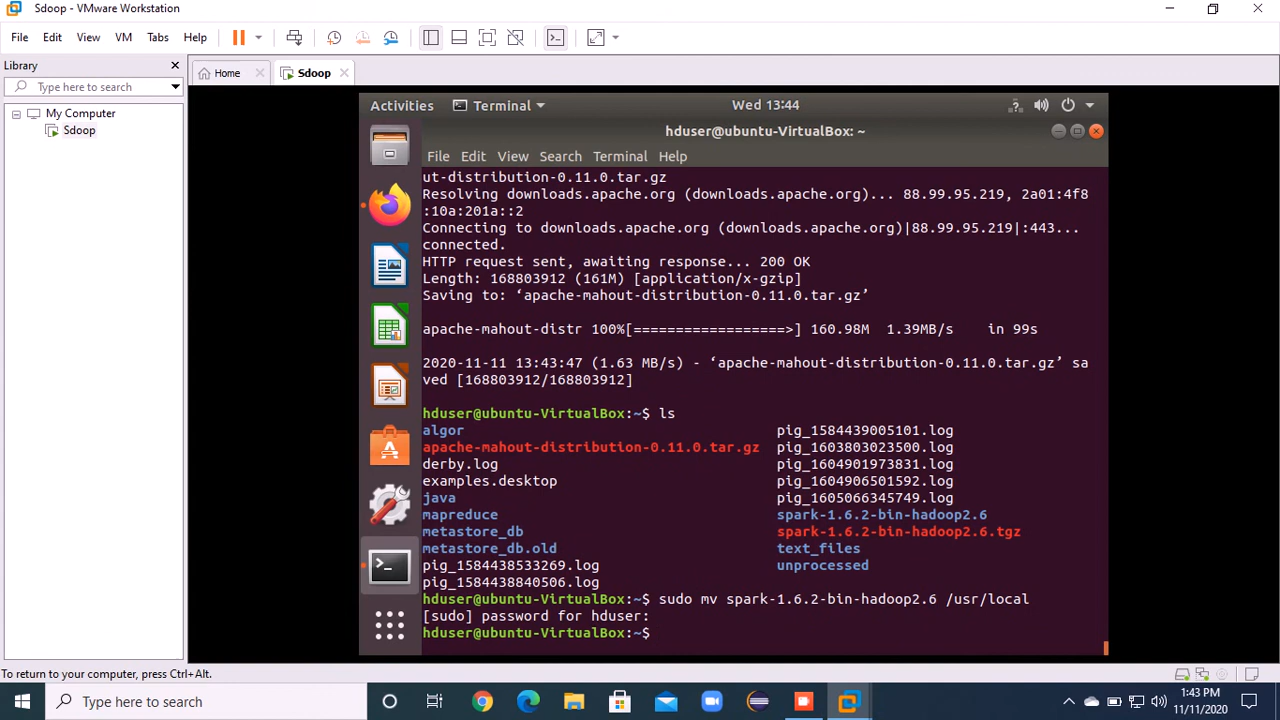 Sdoop - VMware Workstation
File Edit View VM Tabs Help
Library
Type here to search
My Computer
Sdoop
Home
Sdoop
Activities
Terminal
Wed 13:44
hduser@ubuntu-VirtualBox: ~
File Edit View Search Terminal Help
ut-distribution-0.11.0.tar.gz
Resolving downloads.apache.org (downloads.apache.org)... 88.99.95.219, 2a01:4f8
:10a:201a::2
Connecting to downloads.apache.org (downloads.apache.org)|88.99.95.219|:443...
connected.
HTTP request sent, awaiting response... 200 OK
Length: 168803912 (161M) [application/x-gzip]
Saving to: ‘apache-mahout-distribution-0.11.0.tar.gz’
apache-mahout-distr 100%[==================>] 160.98M 1.39MB/s in 99s
2020-11-11 13:43:47 (1.63 MB/s) - ‘apache-mahout-distribution-0.11.0.tar.gz’ sa
ved [168803912/168803912]
hduser@ubuntu-VirtualBox:~$ ls
algor pig_1584439005101.log
apache-mahout-distribution-0.11.0.tar.gz pig_1603803023500.log
derby.log pig_1604901973831.log
examples.desktop pig_1604906501592.log
java pig_1605066345749.log
mapreduce spark-1.6.2-bin-hadoop2.6
metastore_db spark-1.6.2-bin-hadoop2.6.tgz
metastore_db.old text_files
pig_1584438533269.log unprocessed
pig_1584438840506.log
hduser@ubuntu-VirtualBox:~$ sudo mv spark-1.6.2-bin-hadoop2.6 /usr/local
[sudo] password for hduser:
hduser@ubuntu-VirtualBox:~$
To return to your computer, press Ctrl+Alt.
Type here to search
1:43 PM
11/11/2020